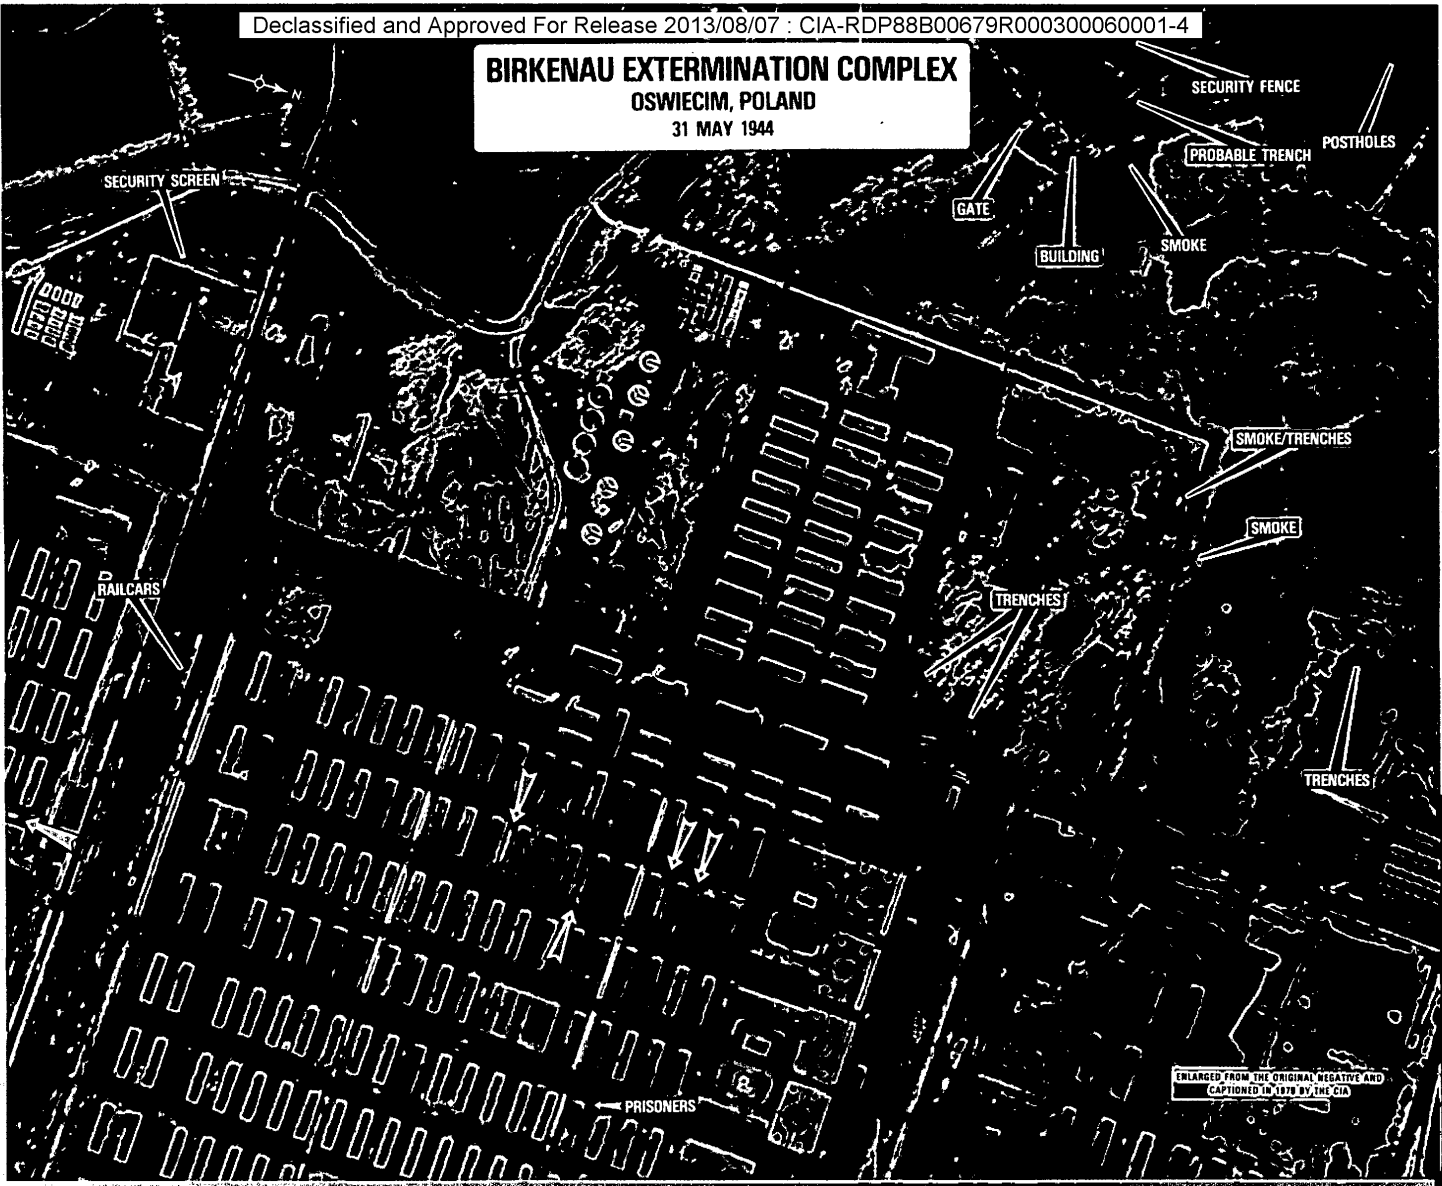 Declassified and Approved For Release 2013/08/07 : CIA-RDP88B00679R000300060001-4
BIRKENAU EXTERMINATION COMPLEX
OSWIECIM, POLAND
31 MAY 1944
N
SECURITY FENCE
POSTHOLES
PROBABLE TRENCH
SECURITY SCREEN
GATE
SMOKE
BUILDING
SMOKE/TRENCHES
SMOKE
RAILCARS
TRENCHES
TRENCHES
ENLARGED FROM THE ORIGINAL NEGATIVE AND
CAPTIONED IN 1978 BY THE CIA
PRISONERS